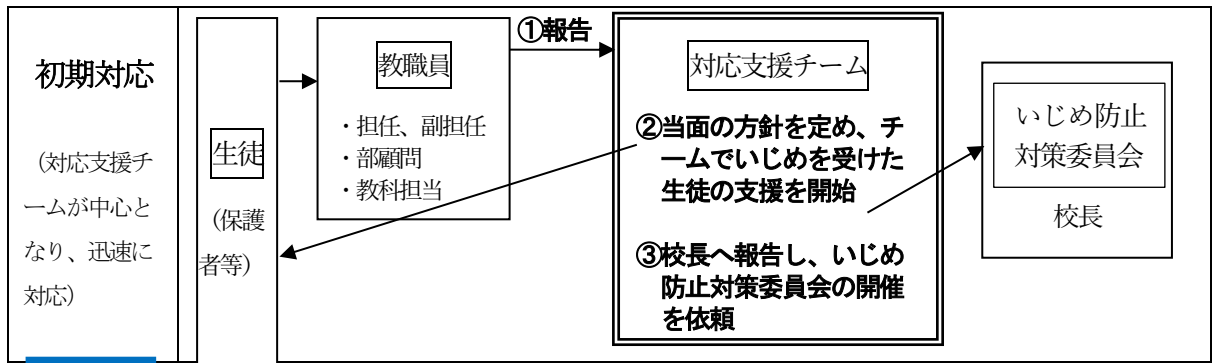 初期対応
（対応支援チ
ームが中心と
なり、迅速に
対応）
生徒
（保護
者等）
教職員
・担任、副担任
・部顧問
・教科担当
①報告
対応支援チーム
②当面の方針を定め、チ
ームでいじめを受けた
生徒の支援を開始
③校長へ報告し、いじめ
防止対策委員会の開催
を依頼
いじめ防止
対策委員会
校長